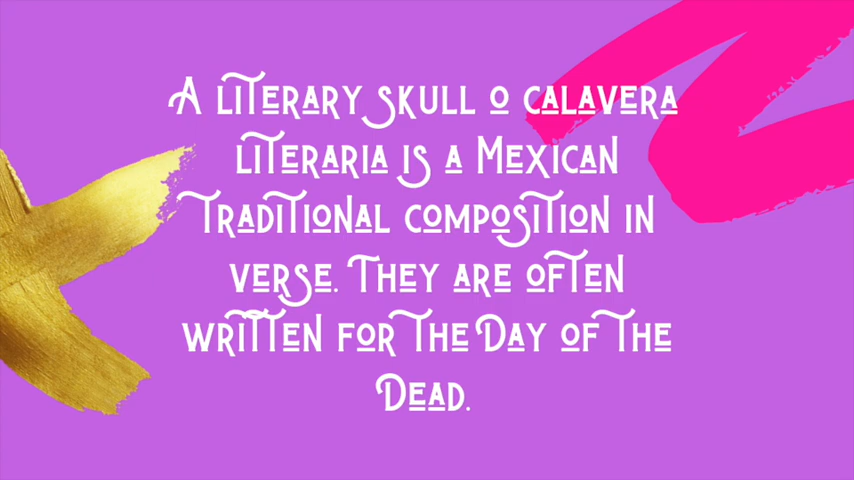 A literary skull o calavera
literaria is a Mexican
traditional composition in
verse. They are often
written for the Day of the
Dead.